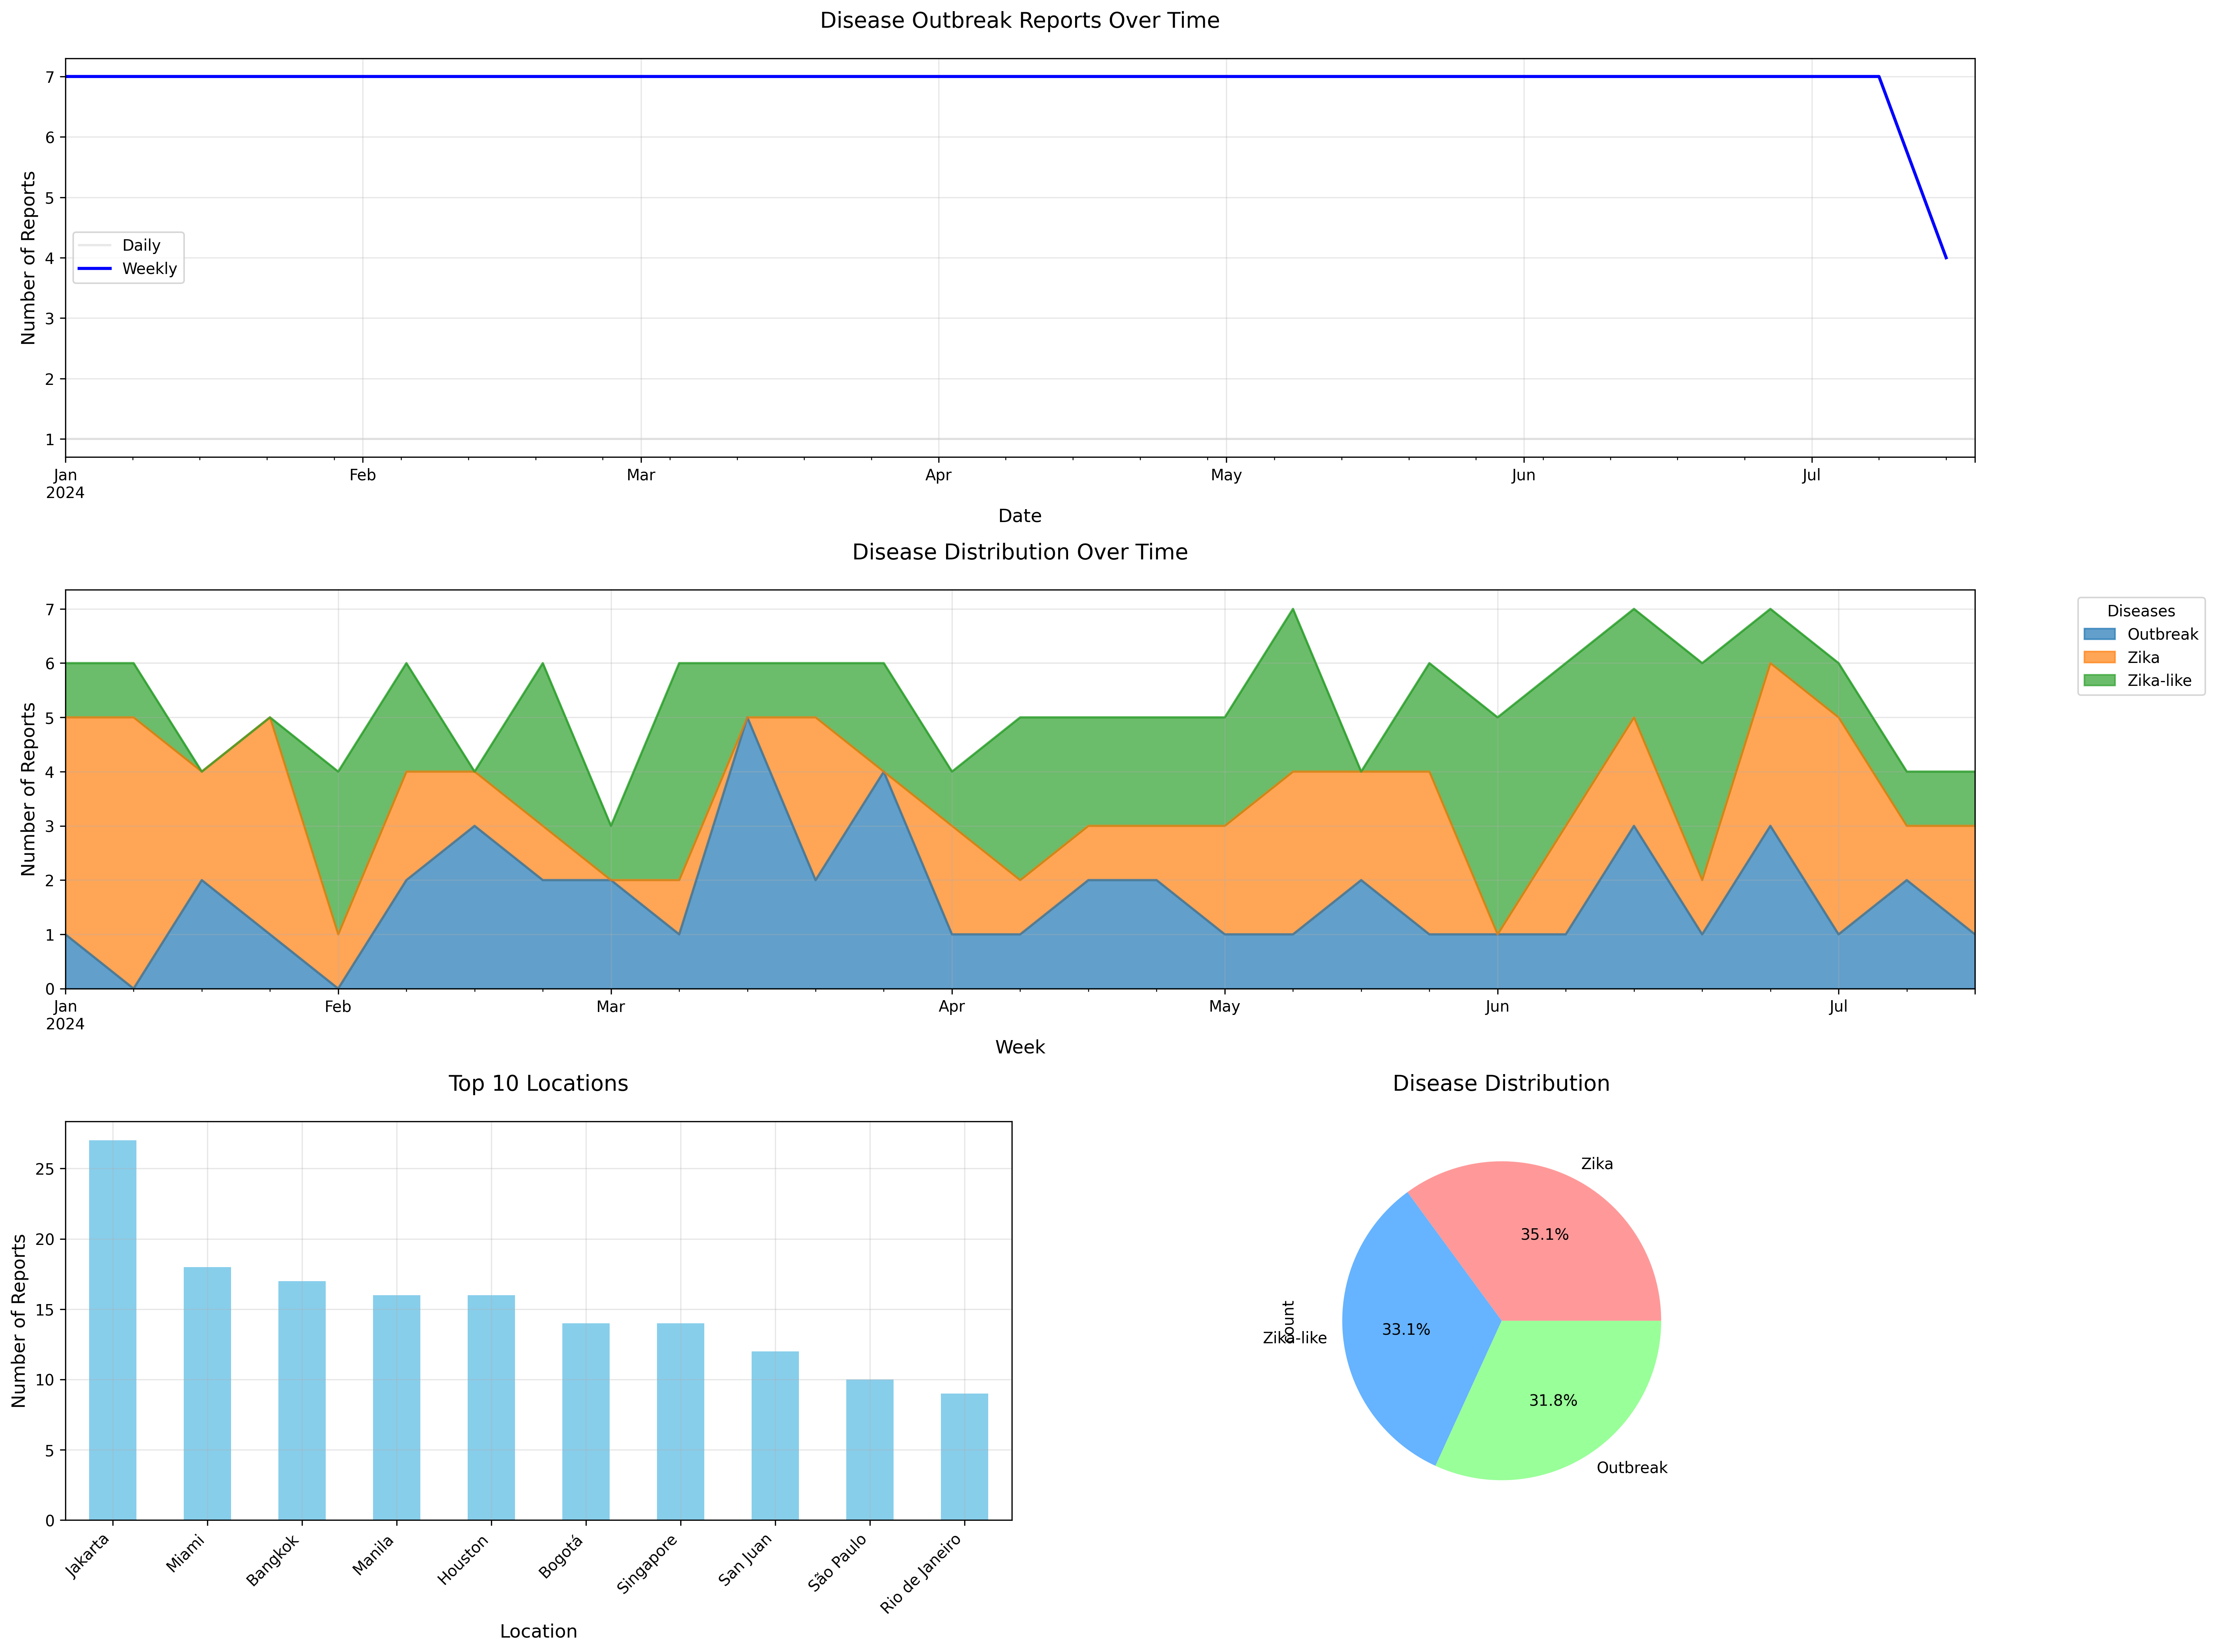 Disease Outbreak Reports Over Time
Number of Reports
7
6
5
4
3
2
1
Daily
Weekly
Jan
2024
Feb
Mar
Apr
May
Jun
Jul
Date
Disease Distribution Over Time
Number of Reports
7
6
5
4
3
2
1
0
Jan
2024
Feb
Mar
Apr
May
Jun
Jul
Week
Diseases
Outbreak
Zika
Zika-like
Top 10 Locations
Number of Reports
25
20
15
10
5
0
Jakarta
Miami
Bangkok
Manila
Houston
Bogotá
Singapore
San Juan
São Paulo
Rio de Janeiro
Location
Disease Distribution
Zika
35.1%
count
Zika-like
33.1%
31.8%
Outbreak